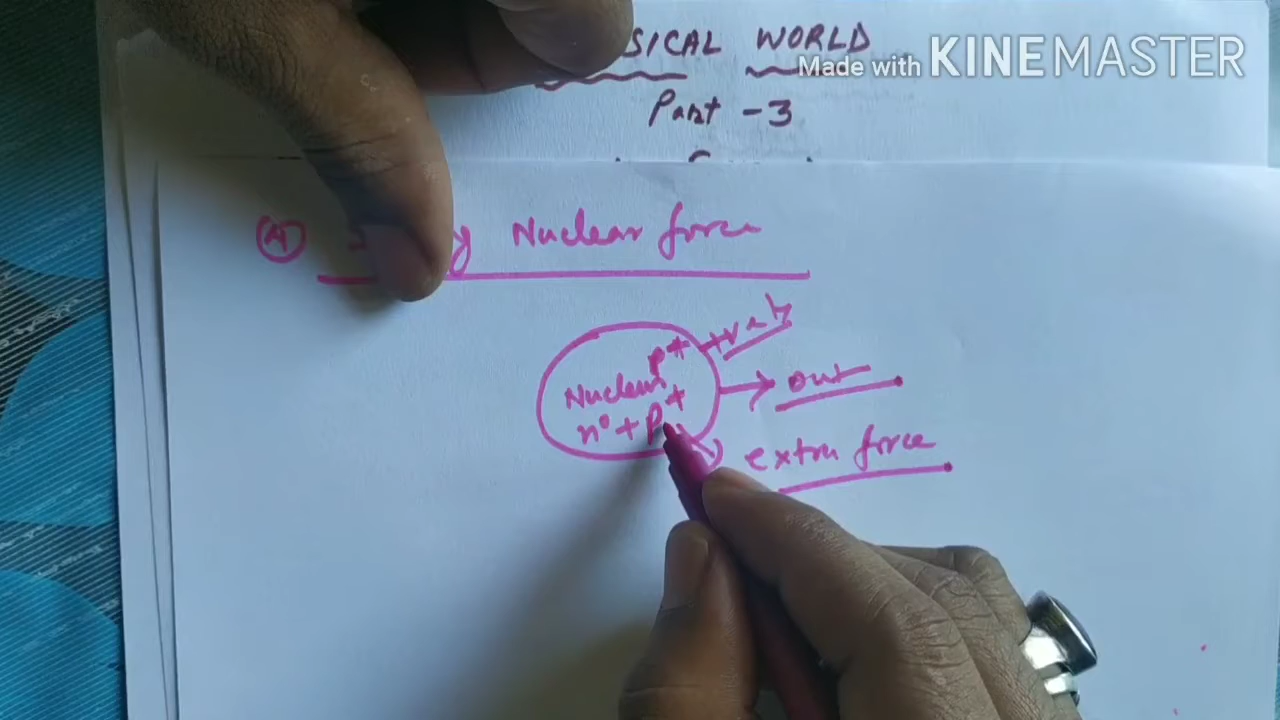 SICAL WORLD
Made with KINEMASTER
Part - 3
Nuclear force
p+ +ve
Nucleus → out
n° + p+
extra force